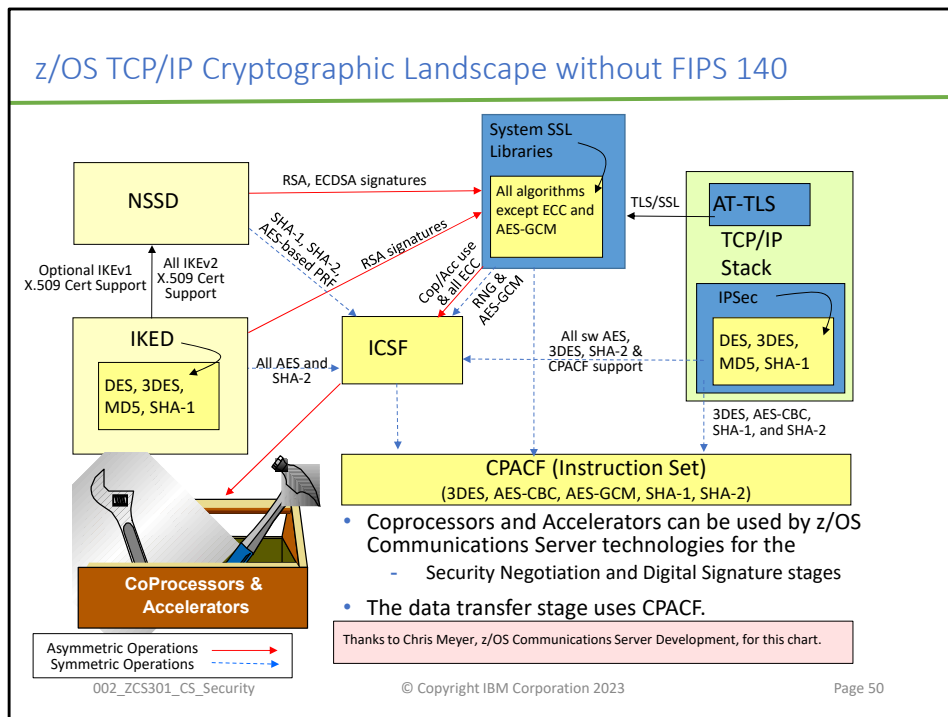 z/OS TCP/IP Cryptographic Landscape without FIPS 140
System SSL
Libraries
All algorithms
except ECC and
AES-GCM
NSSD
RSA, ECDSA signatures
TLS/SSL
AT-TLS
TCP/IP
Stack
SHA-1, SHA-2,
AES-based PRF
RSA signatures
Optional IKEv1
X.509 Cert Support
All IKEv2
X.509 Cert
Support
Cop/Acc use
& all ECC
RNG &
AES-GCM
IPSec
DES, 3DES,
MD5, SHA-1
IKED
DES, 3DES,
MD5, SHA-1
All AES and
SHA-2
ICSF
All sw AES,
3DES, SHA-2 &
CPACF support
3DES, AES-CBC,
SHA-1, and SHA-2
CPACF (Instruction Set)
(3DES, AES-CBC, AES-GCM, SHA-1, SHA-2)
CoProcessors &
Accelerators
• Coprocessors and Accelerators can be used by z/OS
Communications Server technologies for the
- Security Negotiation and Digital Signature stages
• The data transfer stage uses CPACF.
Thanks to Chris Meyer, z/OS Communications Server Development, for this chart.
Asymmetric Operations
Symmetric Operations
002_ZCS301_CS_Security
© Copyright IBM Corporation 2023
Page 50